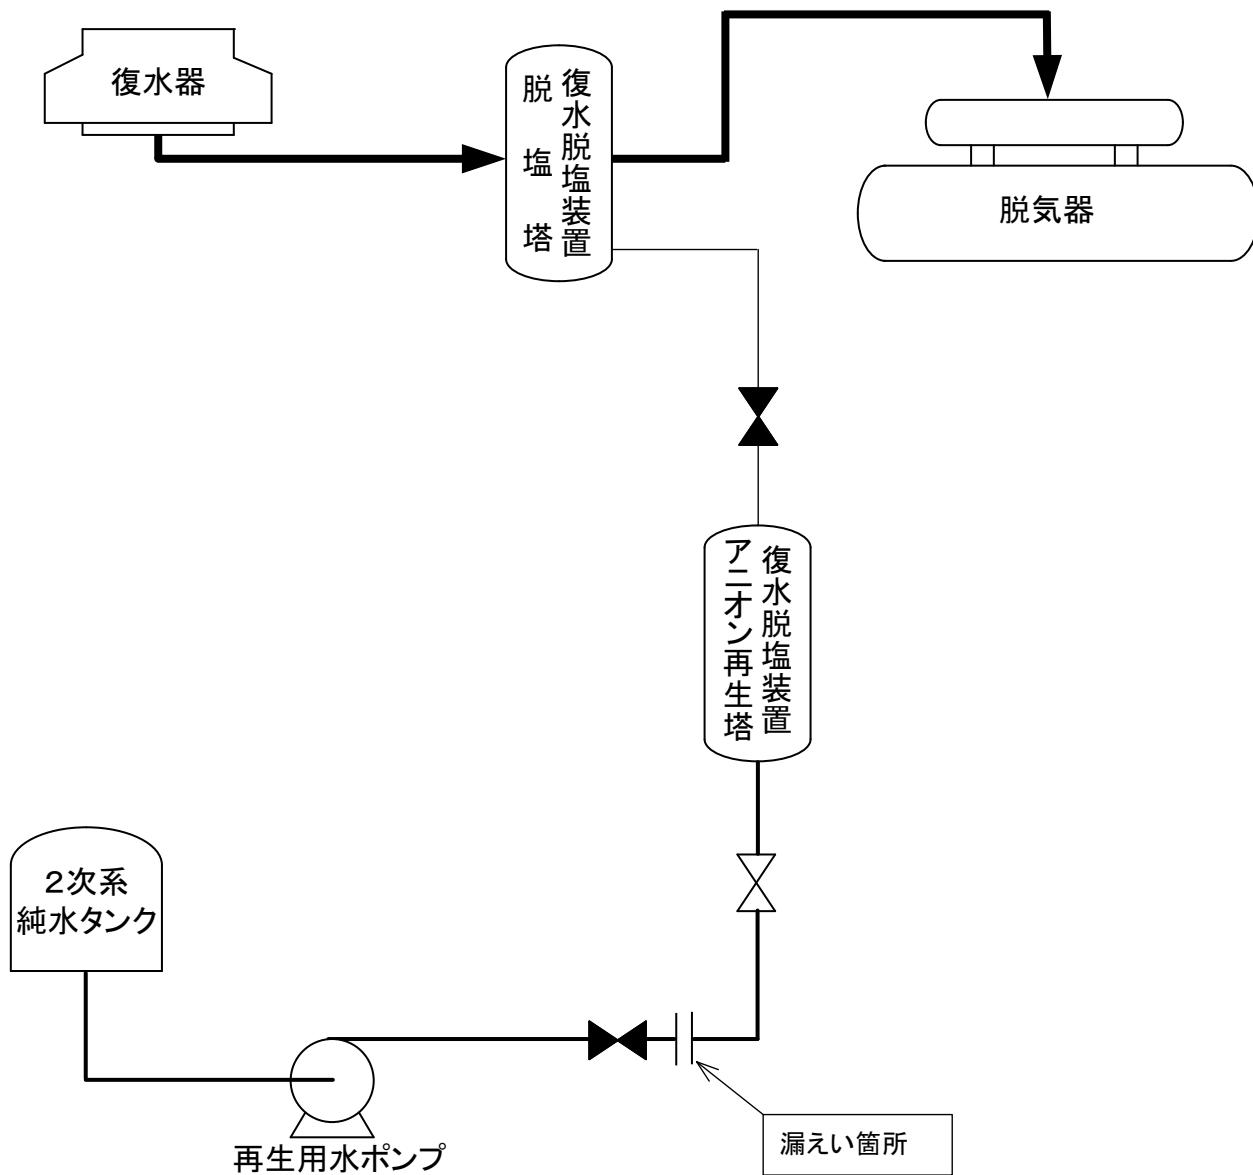 復水器
復水脱塩装置
脱塩塔
脱気器
復水脱塩装置
アニオン再生塔
２次系
純水タンク
再生用水ポンプ
漏えい箇所